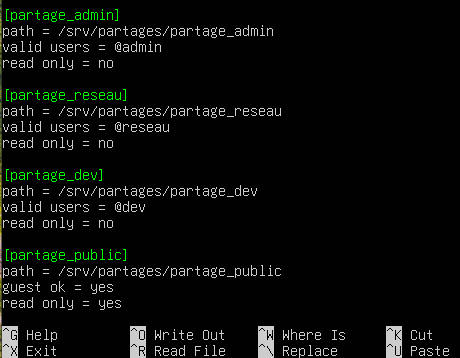 [partage_admin]
path = /srv/partages/partage_admin
valid users = @admin
read only = no
[partage_reseau]
path = /srv/partages/partage_reseau
valid users = @reseau
read only = no
[partage_dev]
path = /srv/partages/partage_dev
valid users = @dev
read only = no
[partage_public]
path = /srv/partages/partage_public
guest ok = yes
read only = yes
^G Help ^O Write Out ^W Where Is ^K Cut
^X Exit ^R Read File ^\ Replace ^U Paste